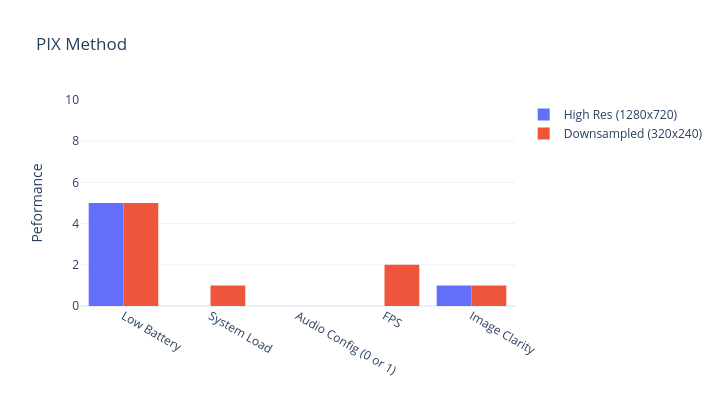 PIX Method
10
8
6
4
2
0
Peformance
Low Battery
System Load
Audio Config (0 or 1)
FPS
Image Clarity
High Res (1280x720)
Downsampled (320x240)